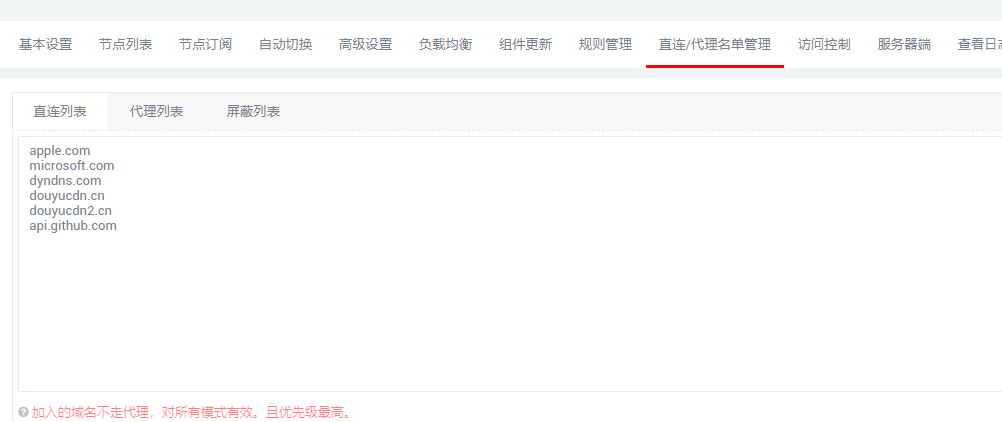 基本设置 节点列表 节点订阅 自动切换 高级设置 负载均衡 组件更新 规则管理 直连/代理名单管理 访问控制 服务器端 查看日志
直连列表 代理列表 屏蔽列表
apple.com
microsoft.com
dyndns.com
douyucdn.cn
douyucdn2.cn
api.github.com
加入的域名不走代理，对所有模式有效。且优先级最高。